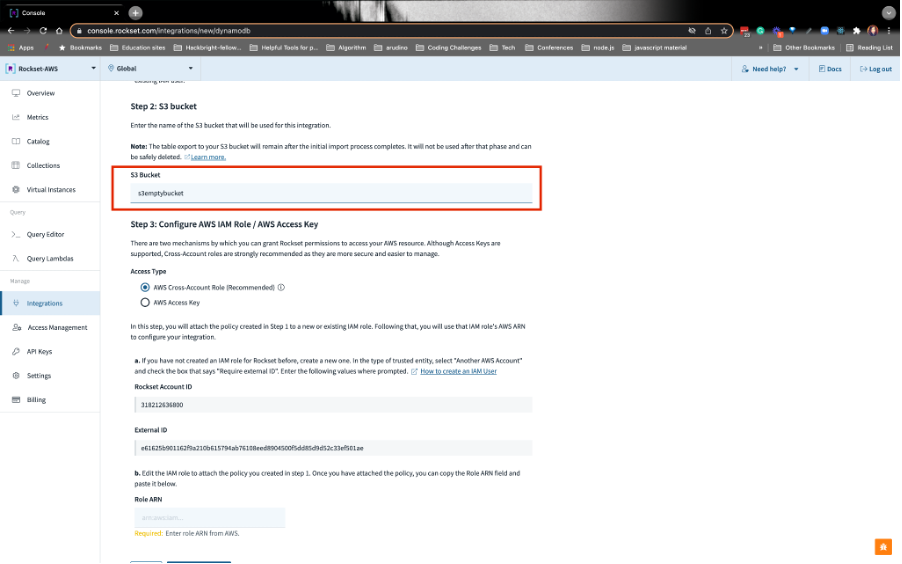 Console
console.rockset.com/integrations/new/dynamodb
Apps
Bookmarks
Education sites
Hackbright-fellow...
Helpful Tools for p...
Algorithm
arudino
Coding Challenges
Tech
Conferences
node.js
javascript material
»
Other Bookmarks
Reading List
Rockset-AWS
Global
Need help?
Docs
Log out
Overview
Metrics
Catalog
Collections
Virtual Instances
Query
Query Editor
Query Lambdas
Manage
Integrations
Access Management
API Keys
Settings
Billing
existing IAM user.
Step 2: S3 bucket
Enter the name of the S3 bucket that will be used for this integration.
Note: The table export to your S3 bucket will remain after the initial import process completes. It will not be used after that phase and can
be safely deleted. Learn more.
S3 Bucket
s3emptybucket
Step 3: Configure AWS IAM Role / AWS Access Key
There are two mechanisms by which you can grant Rockset permissions to access your AWS resource. Although Access Keys are
supported, Cross-Account roles are strongly recommended as they are more secure and easier to manage.
Access Type
AWS Cross-Account Role (Recommended)
AWS Access Key
In this step, you will attach the policy created in Step 1 to a new or existing IAM role. Following that, you will use that IAM role's AWS ARN
to configure your integration.
a. If you have not created an IAM role for Rockset before, create a new one. In the type of trusted entity, select "Another AWS Account"
and check the box that says "Require external ID". Enter the following values where prompted. How to create an IAM User
Rockset Account ID
318212636800
External ID
e61625b901162f9a210b615794ab76108eed8904500f5dd85d9d52c33ef501ae
b. Edit the IAM role to attach the policy you created in step 1. Once you have attached the policy, you can copy the Role ARN field and
paste it below.
Role ARN
arn:aws:iam...
Required: Enter role ARN from AWS.